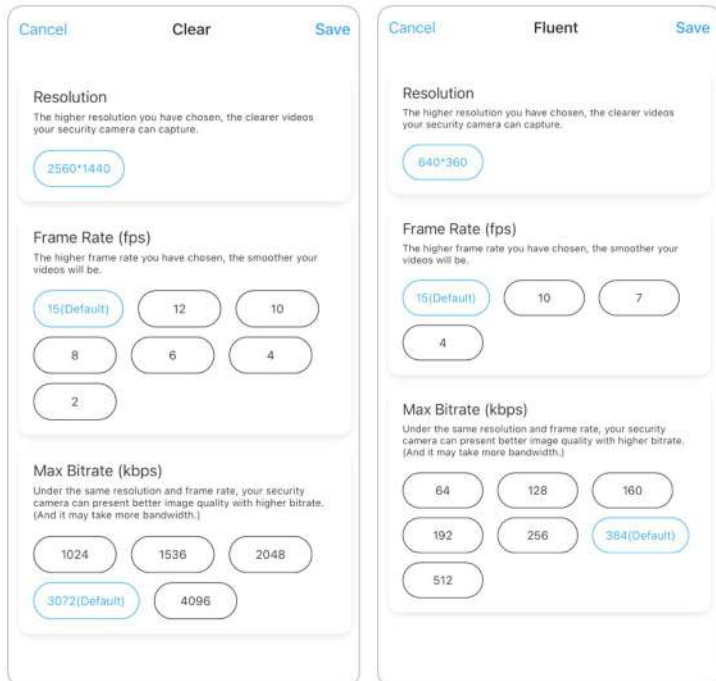 Cancel Clear Save
Resolution
The higher resolution you have chosen, the clearer videos
your security camera can capture.
2560*1440
Frame Rate (fps)
The higher frame rate you have chosen, the smoother your
videos will be.
15(Default) 12 10
8 6 4
2
Max Bitrate (kbps)
Under the same resolution and frame rate, your security
camera can present better image quality with higher bitrate.
(And it may take more bandwidth.)
1024 1536 2048
3072(Default) 4096
Cancel Fluent Save
Resolution
The higher resolution you have chosen, the clearer videos
your security camera can capture.
640*360
Frame Rate (fps)
The higher frame rate you have chosen, the smoother your
videos will be.
15(Default) 10 7
4
Max Bitrate (kbps)
Under the same resolution and frame rate, your security
camera can present better image quality with higher bitrate.
(And it may take more bandwidth.)
64 128 160
192 256 384(Default)
512